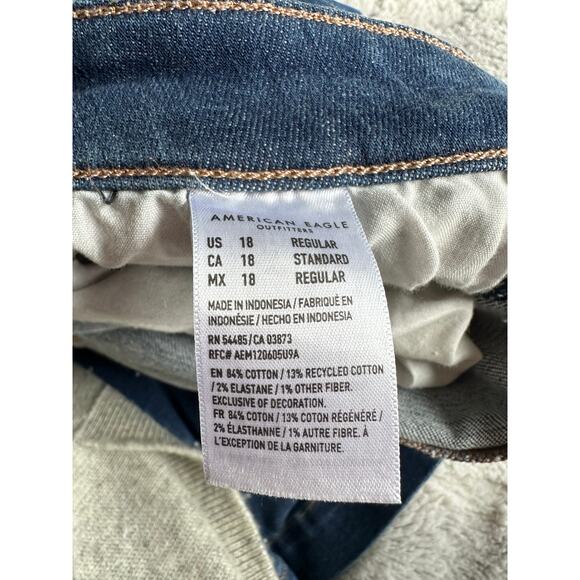 AMERICAN EAGLE
OUTFITTERS
US 18 REGULAR
CA 18 STANDARD
MX 18 REGULAR
MADE IN INDONESIA / FABRIQUÉ EN
INDONÉSIE / HECHO EN INDONESIA
RN 54485 / CA 03873
RFC# AEM120605U9A
EN 84% COTTON / 13% RECYCLED COTTON
/ 2% ELASTANE / 1% OTHER FIBER.
EXCLUSIVE OF DECORATION.
FR 84% COTON / 13% COTON RÉGÉNÉRÉ /
2% ÉLASTHANNE / 1% AUTRE FIBRE. À
L'EXCEPTION DE LA GARNITURE.